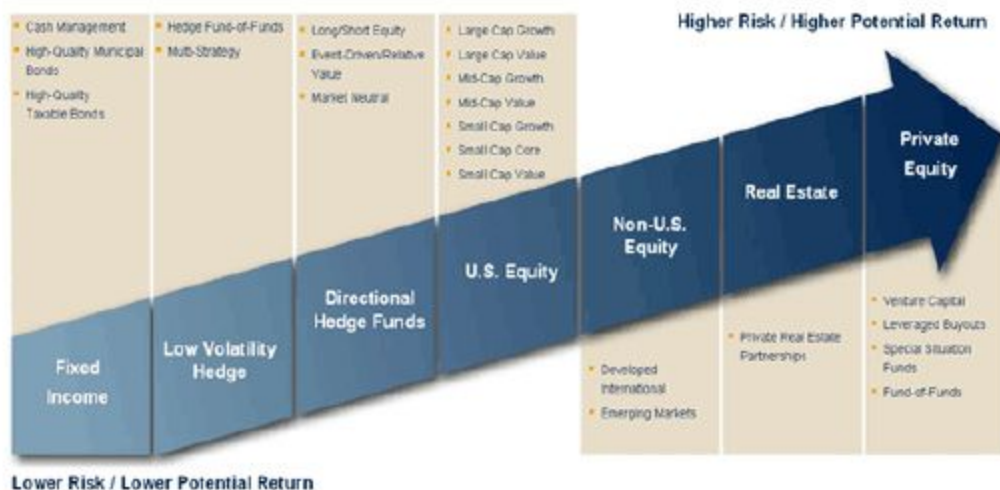 Higher Risk / Higher Potential Return
Cash Management
High-Quality Municipal
Bonds
High-Quality
Taxable Bonds
Hedge Fund-of-Funds
Multi-Strategy
Long/Short Equity
Event-Driven/Relative
Value
Market Neutral
Large Cap Growth
Large Cap Value
Mid-Cap Growth
Mid-Cap Value
Small Cap Growth
Small Cap Core
Small Cap Value
Fixed
Income
Low Volatility
Hedge
Directional
Hedge Funds
U.S. Equity
Non-U.S.
Equity
Real Estate
Private
Equity
Developed
International
Emerging Markets
Private Real Estate
Partnerships
Venture Capital
Leveraged Buyouts
Special Situation
Funds
Fund-of-Funds
Lower Risk / Lower Potential Return